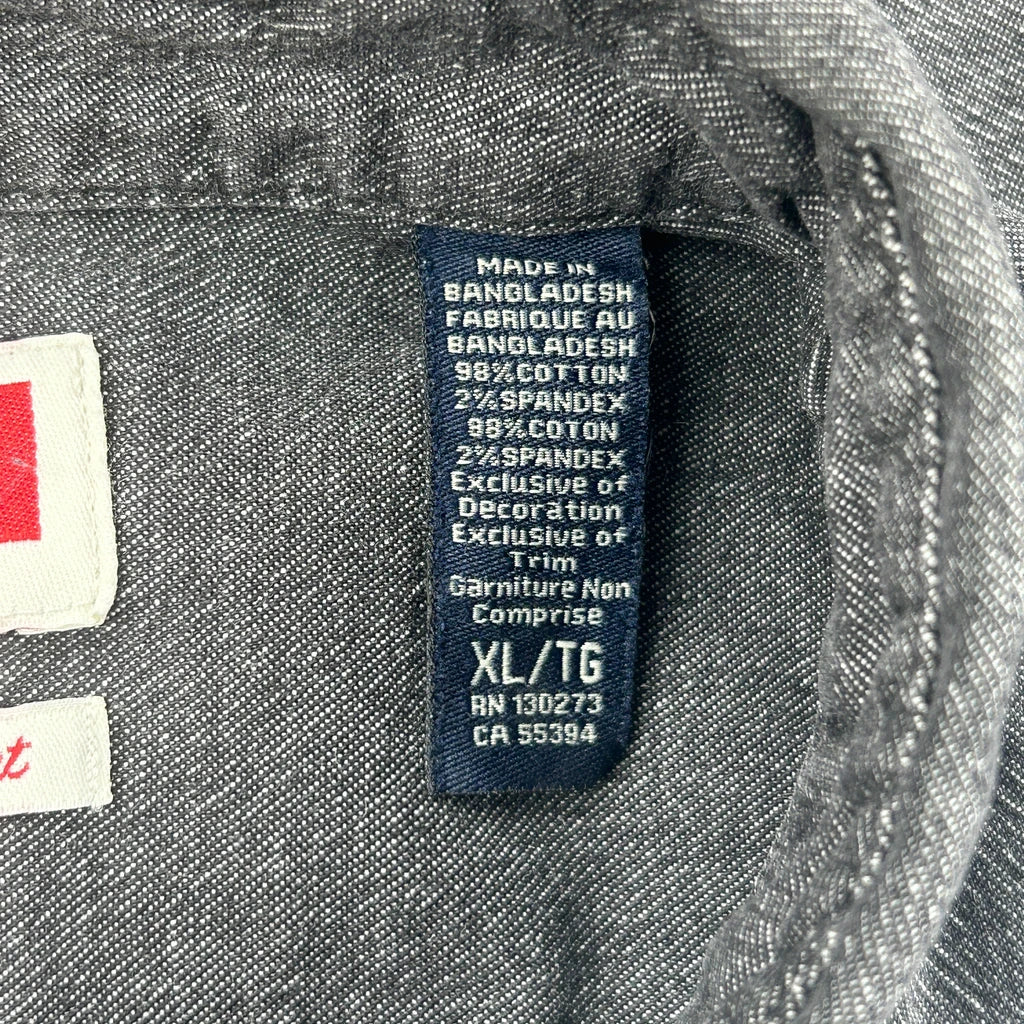 MADE IN
BANGLADESH
FABRIQUE AU
BANGLADESH
98% COTTON
2% SPANDEX
98% COTON
2% SPANDEX
Exclusive of
Decoration
Exclusive of
Trim
Garniture Non
Comprise
XL/TG
RN 130273
CA 55394